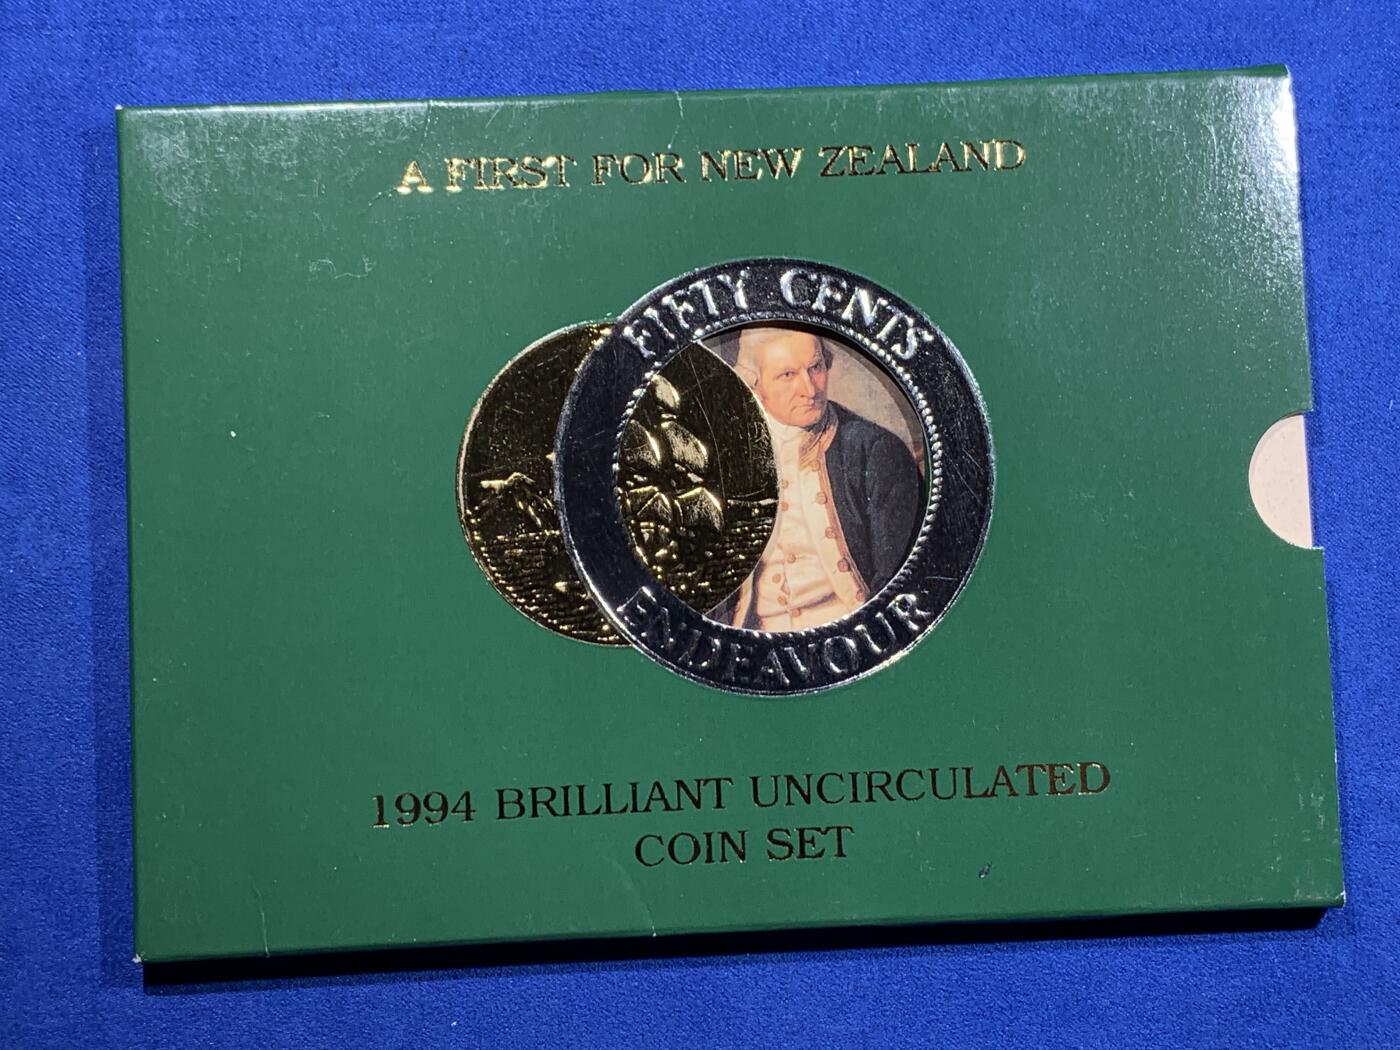 A FIRST FOR NEW ZEALAND
FIFTY CENTS
ENDEAVOUR
1994 BRILLIANT UNCIRCULATED
COIN SET